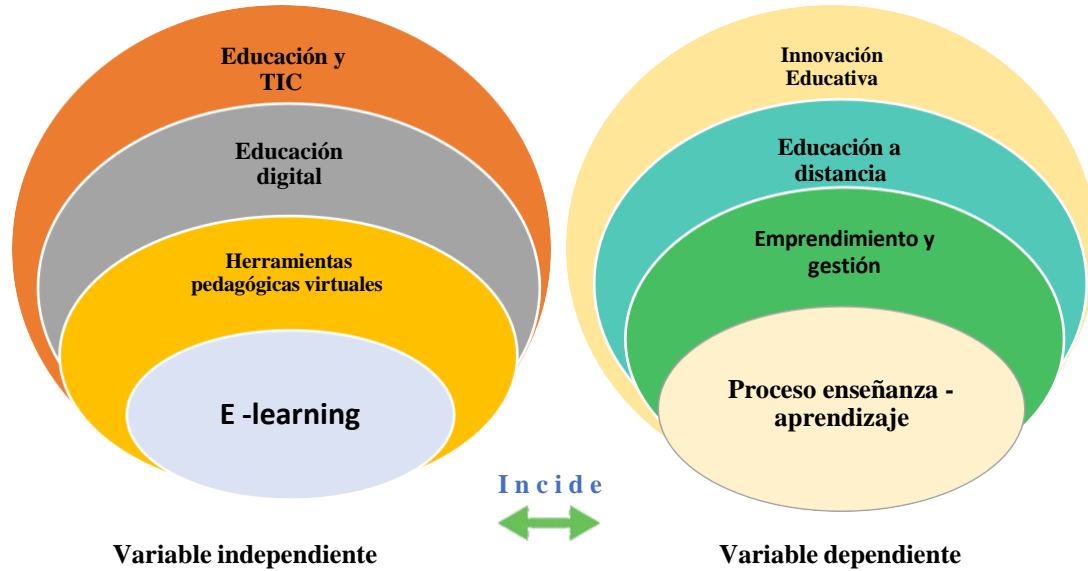 Educación y
TIC
Educación
digital
Herramientas
pedagógicas virtuales
E -learning
Innovación
Educativa
Educación a
distancia
Emprendimiento y
gestión
Proceso enseñanza -
aprendizaje
Incide
Variable independiente
Variable dependiente